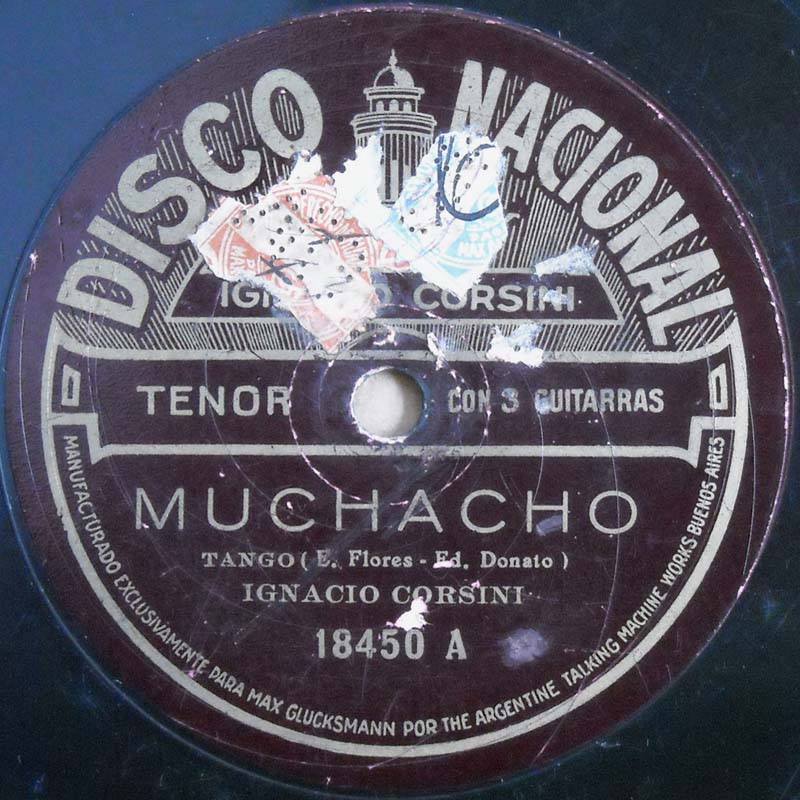 DISCO NACIONAL
CORSINI
TENOR
CON 3 GUITARRAS
MUCHACHO
TANGO ( E. Flores - Ed. Donato )
IGNACIO CORSINI
18450 A
MANUFACTURADO EXCLUSIVAMENTE PARA MAX GLUCKSMANN POR THE ARGENTINE TALKING MACHINE WORKS BUENOS AIRES